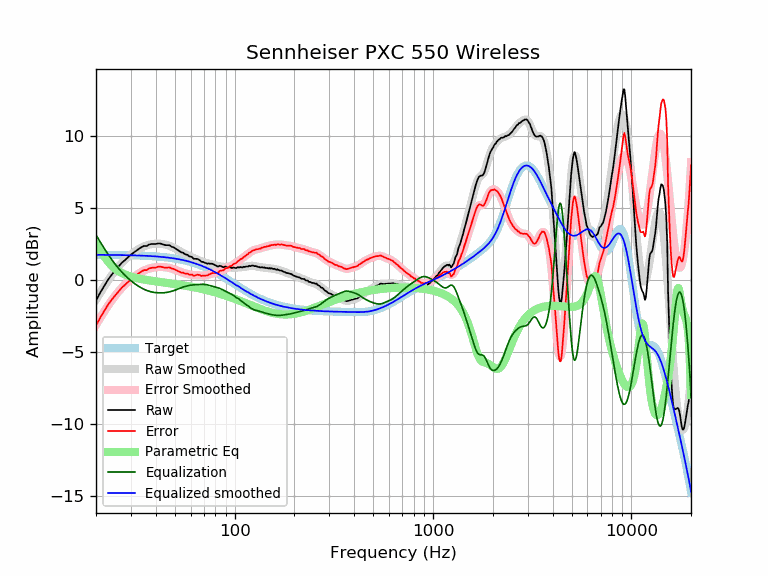 Sennheiser PXC 550 Wireless
Amplitude (dBr)
10
5
0
−5
−10
−15
Target
Raw Smoothed
Error Smoothed
Raw
Error
Parametric Eq
Equalization
Equalized smoothed
100
1000
10000
Frequency (Hz)